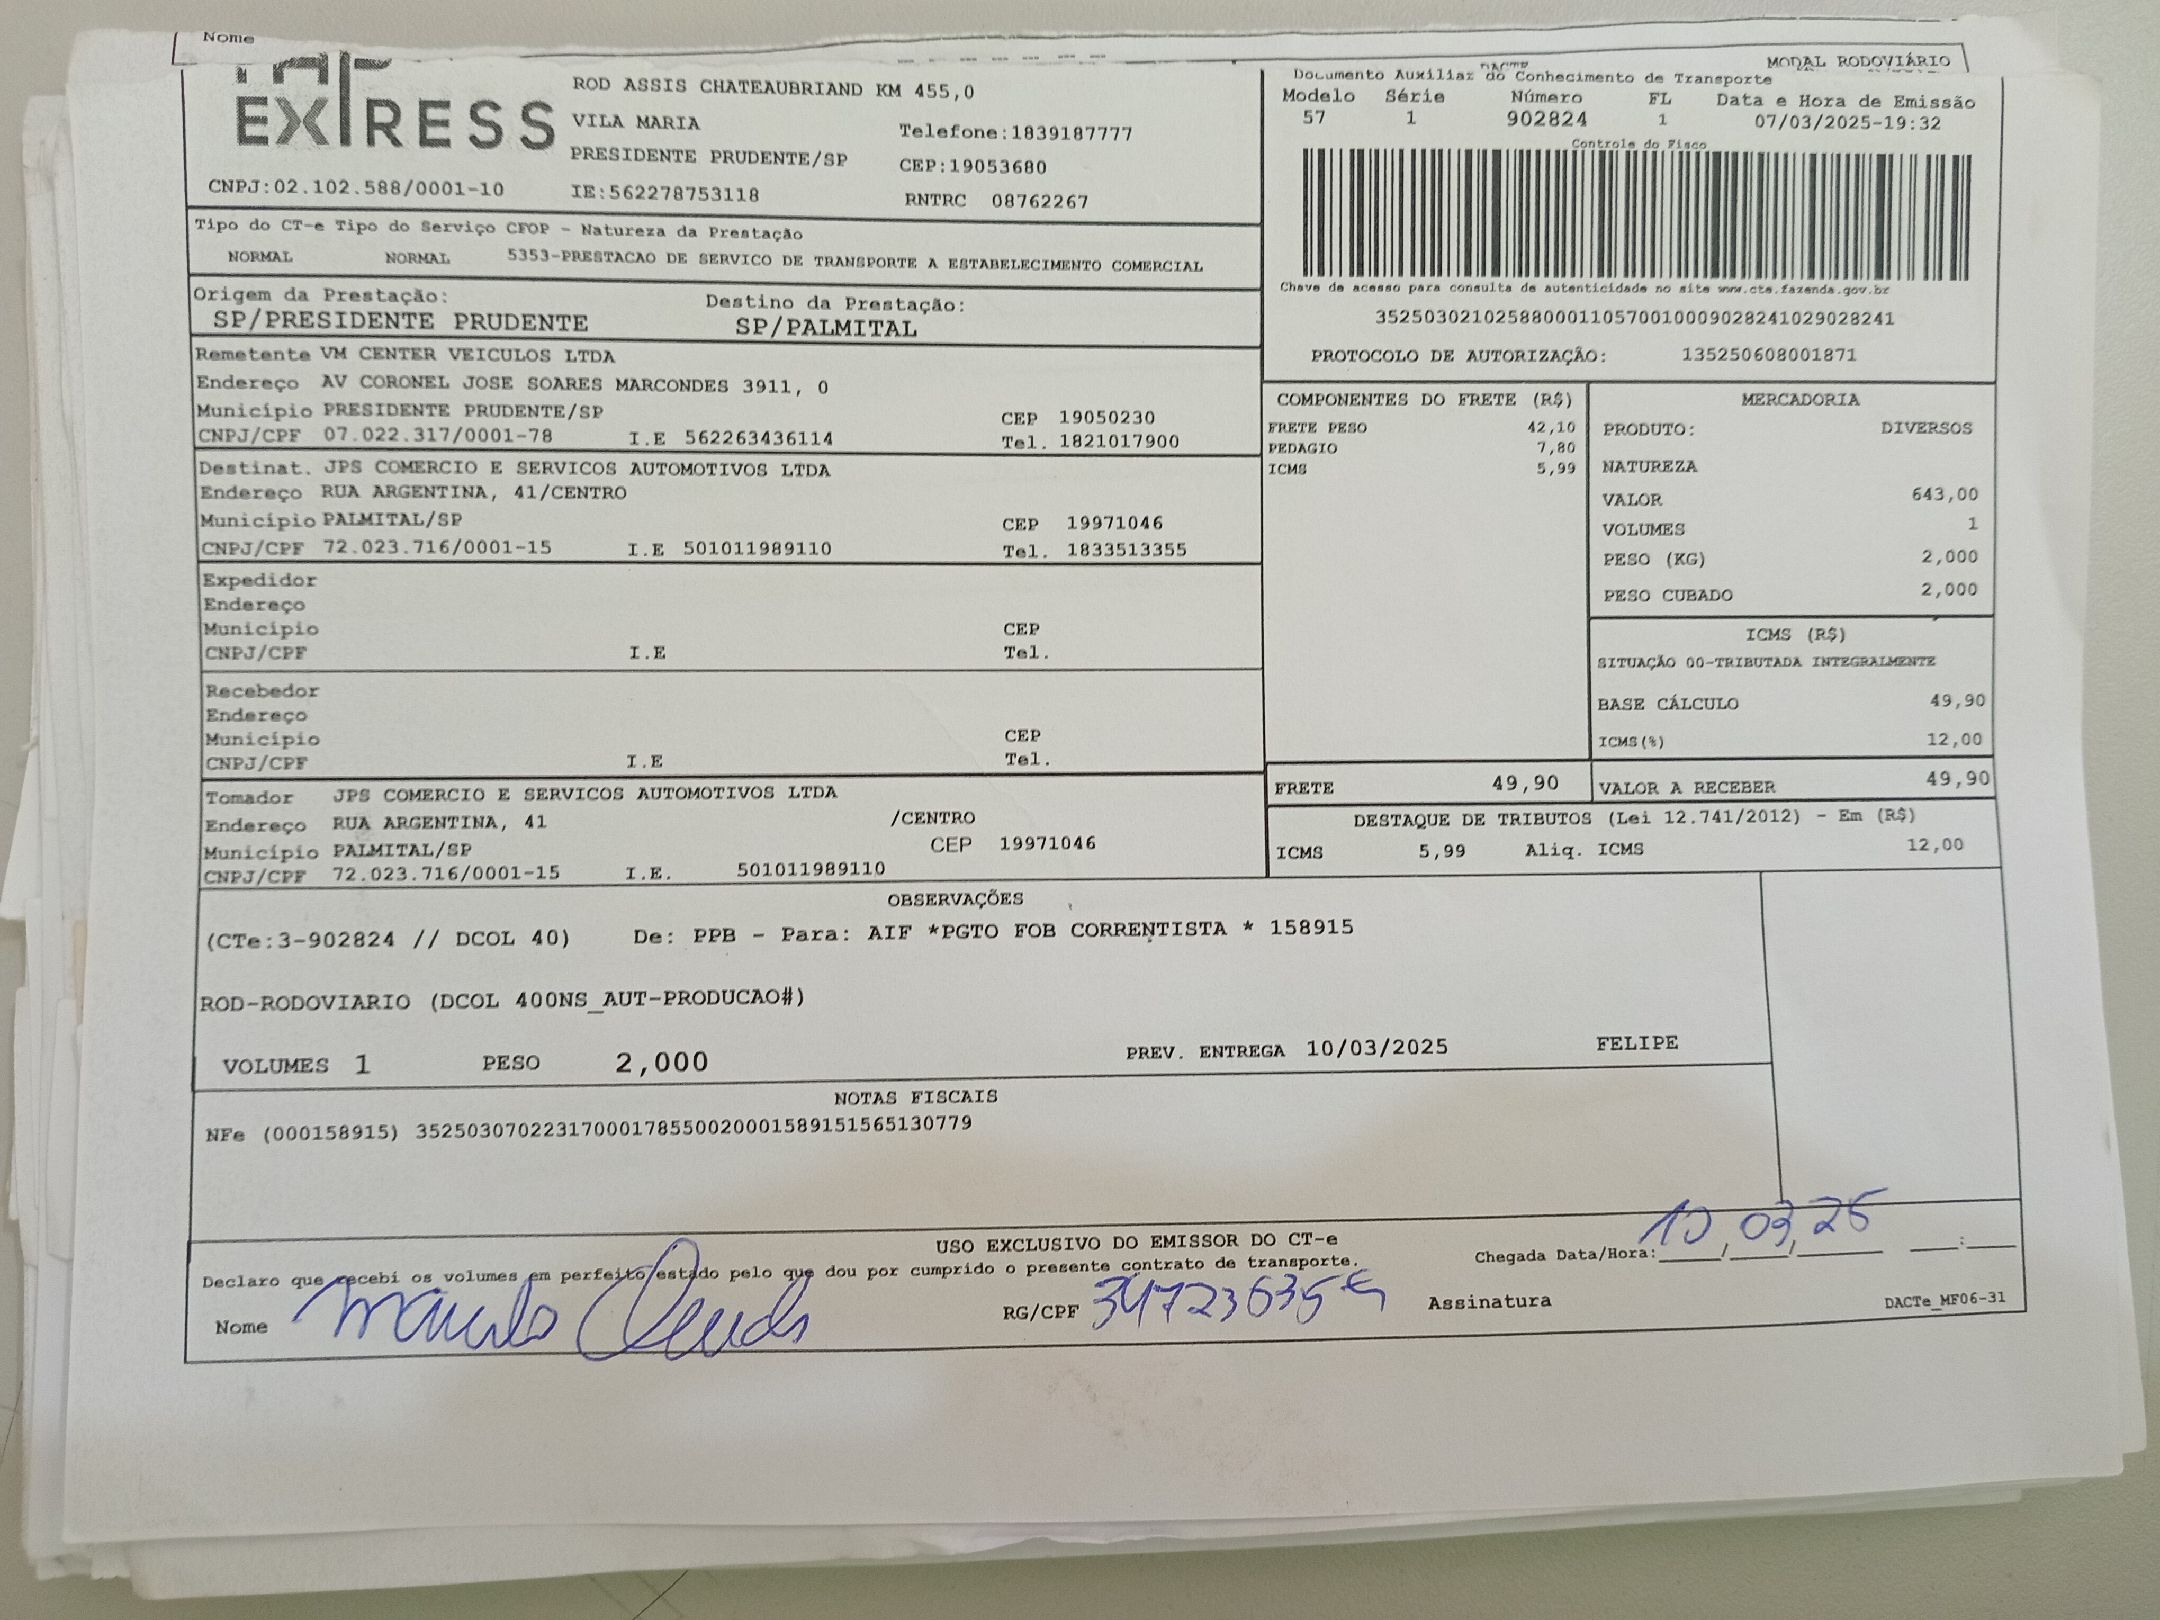 Nome
MODAL RODOVIÁRIO
EXPRESS
ROD ASSIS CHATEAUBRIAND KM 455,0
VILA MARIA
Telefone:1839187777
PRESIDENTE PRUDENTE/SP
CEP:19053680
CNPJ:02.102.588/0001-10
IE:562278753118
RNTRC 08762267
DACTE
Documento Auxiliar do Conhecimento de Transporte
Modelo Série Número FL Data e Hora de Emissão
57 1 902824 1 07/03/2025-19:32
Controle do Fisco
Chave de acesso para consulta de autenticidade no site www.cte.fazenda.gov.br
35250302102588000110570010009028241029028241
PROTOCOLO DE AUTORIZAÇÃO: 135250608001871
Tipo do CT-e Tipo do Serviço CFOP - Natureza da Prestação
NORMAL NORMAL 5353-PRESTACAO DE SERVICO DE TRANSPORTE A ESTABELECIMENTO COMERCIAL
Origem da Prestação: Destino da Prestação:
SP/PRESIDENTE PRUDENTE SP/PALMITAL
Remetente VM CENTER VEICULOS LTDA
Endereço AV CORONEL JOSE SOARES MARCONDES 3911, 0
Município PRESIDENTE PRUDENTE/SP CEP 19050230
CNPJ/CPF 07.022.317/0001-78 I.E 562263436114 Tel. 1821017900
Destinat. JPS COMERCIO E SERVICOS AUTOMOTIVOS LTDA
Endereço RUA ARGENTINA, 41/CENTRO
Município PALMITAL/SP CEP 19971046
CNPJ/CPF 72.023.716/0001-15 I.E 501011989110 Tel. 1833513355
Expedidor
Endereço
Município CEP
CNPJ/CPF I.E Tel.
Recebedor
Endereço
Município CEP
CNPJ/CPF I.E Tel.
Tomador JPS COMERCIO E SERVICOS AUTOMOTIVOS LTDA
Endereço RUA ARGENTINA, 41 /CENTRO
Município PALMITAL/SP CEP 19971046
CNPJ/CPF 72.023.716/0001-15 I.E. 501011989110
COMPONENTES DO FRETE (R$)
FRETE PESO 42,10
PEDAGIO 7,80
ICMS 5,99
MERCADORIA
PRODUTO: DIVERSOS
NATUREZA
VALOR 643,00
VOLUMES 1
PESO (KG) 2,000
PESO CUBADO 2,000
ICMS (R$)
SITUAÇÃO 00-TRIBUTADA INTEGRALMENTE
BASE CÁLCULO 49,90
ICMS(%) 12,00
FRETE 49,90 VALOR A RECEBER 49,90
DESTAQUE DE TRIBUTOS (Lei 12.741/2012) - Em (R$)
ICMS 5,99 Aliq. ICMS 12,00
OBSERVAÇÕES
(CTe:3-902824 // DCOL 40) De: PPB - Para: AIF *PGTO FOB CORRENTISTA * 158915
ROD-RODOVIARIO (DCOL 400NS_AUT-PRODUCAO#)
VOLUMES 1 PESO 2,000 PREV. ENTREGA 10/03/2025 FELIPE
NOTAS FISCAIS
NFe (000158915) 35250307022317000178550020001589151565130779
USO EXCLUSIVO DO EMISSOR DO CT-e
Chegada Data/Hora: 10/03/25 :
Declaro que recebi os volumes em perfeito estado pelo que dou por cumprido o presente contrato de transporte.
Nome RG/CPF Assinatura
DACTe_MF06-31